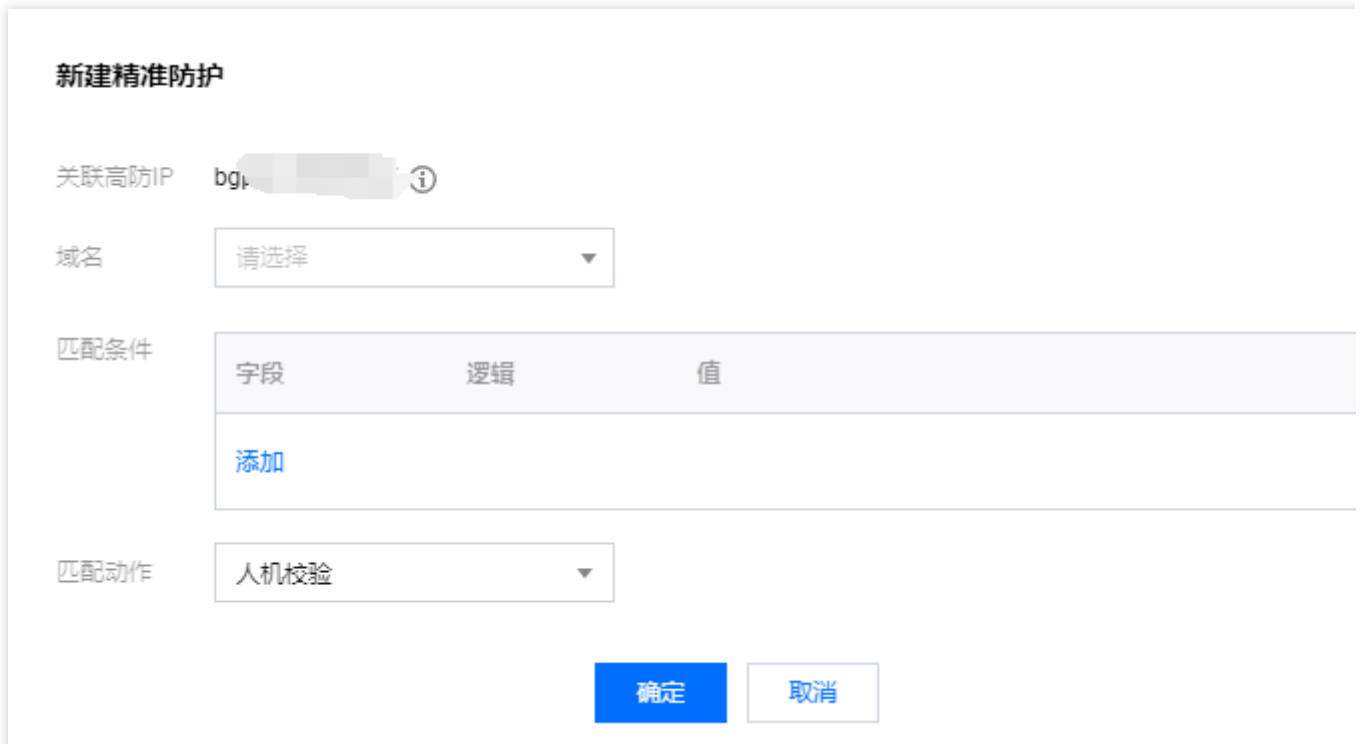 新建精准防护
关联高防IP bgp
域名 请选择
匹配条件
字段 逻辑 值
添加
匹配动作 人机校验
确定 取消